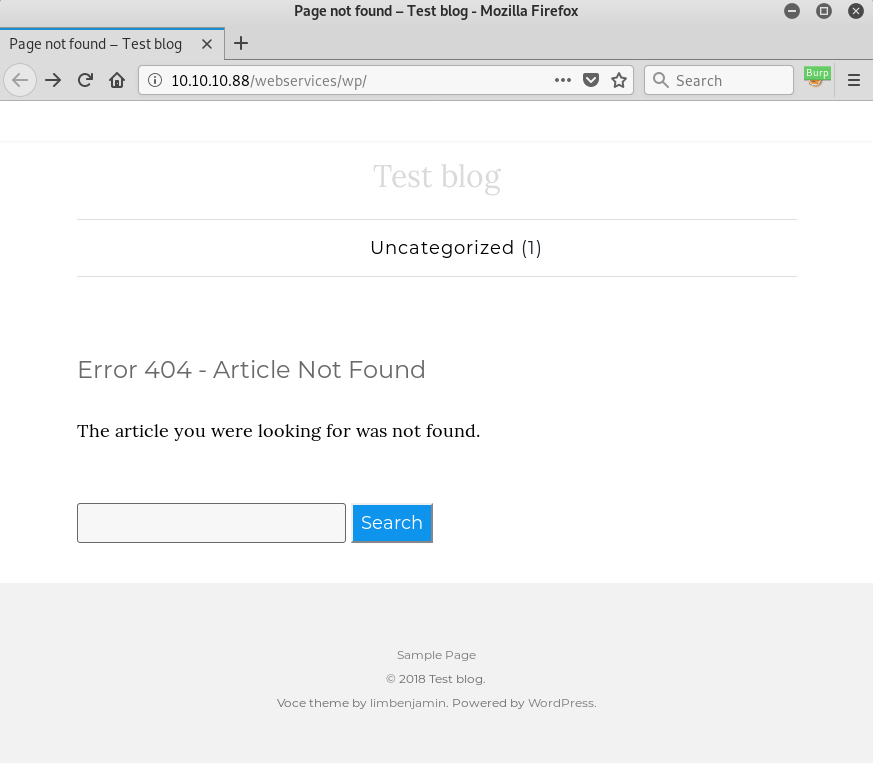 Page not found – Test blog - Mozilla Firefox
Page not found – Test blog
10.10.10.88/webservices/wp/
Search
Burp
Test blog
Uncategorized (1)
Error 404 - Article Not Found
The article you were looking for was not found.
Search
Sample Page
© 2018 Test blog.
Voce theme by limbenjamin. Powered by WordPress.